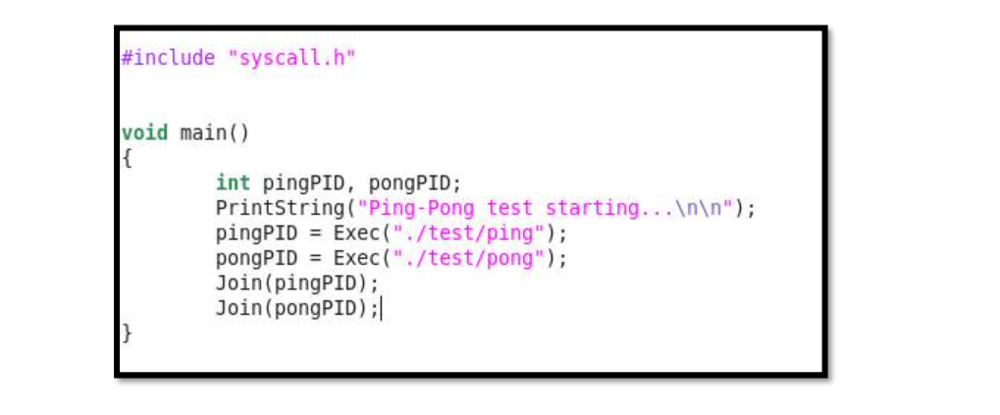 #include "syscall.h"
void main()
{
int pingPID, pongPID;
PrintString("Ping-Pong test starting...\n\n");
pingPID = Exec("./test/ping");
pongPID = Exec("./test/pong");
Join(pingPID);
Join(pongPID);
}